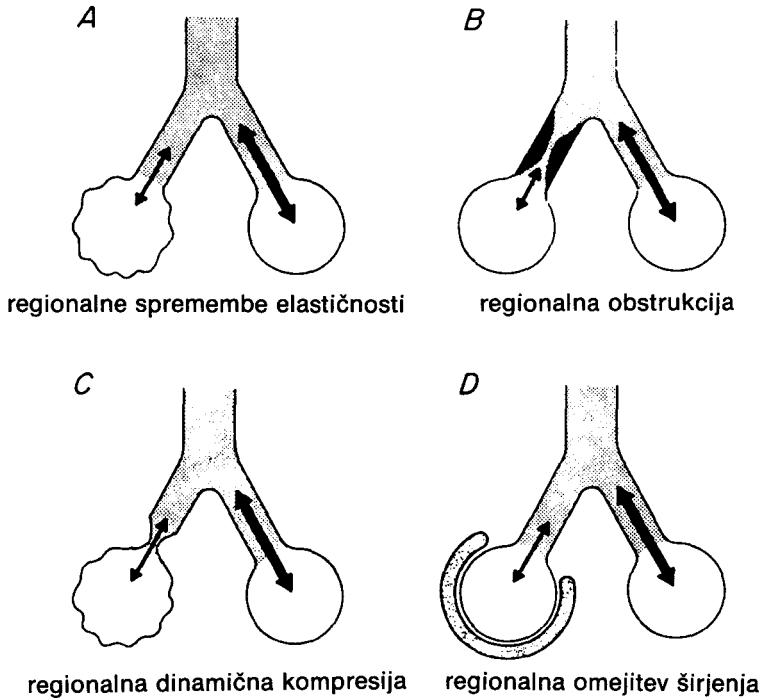 A
B
regionalne spremembe elastičnosti
regionalna obstrukcija
C
D
regionalna dinamična kompresija
regionalna omejitev širjenja